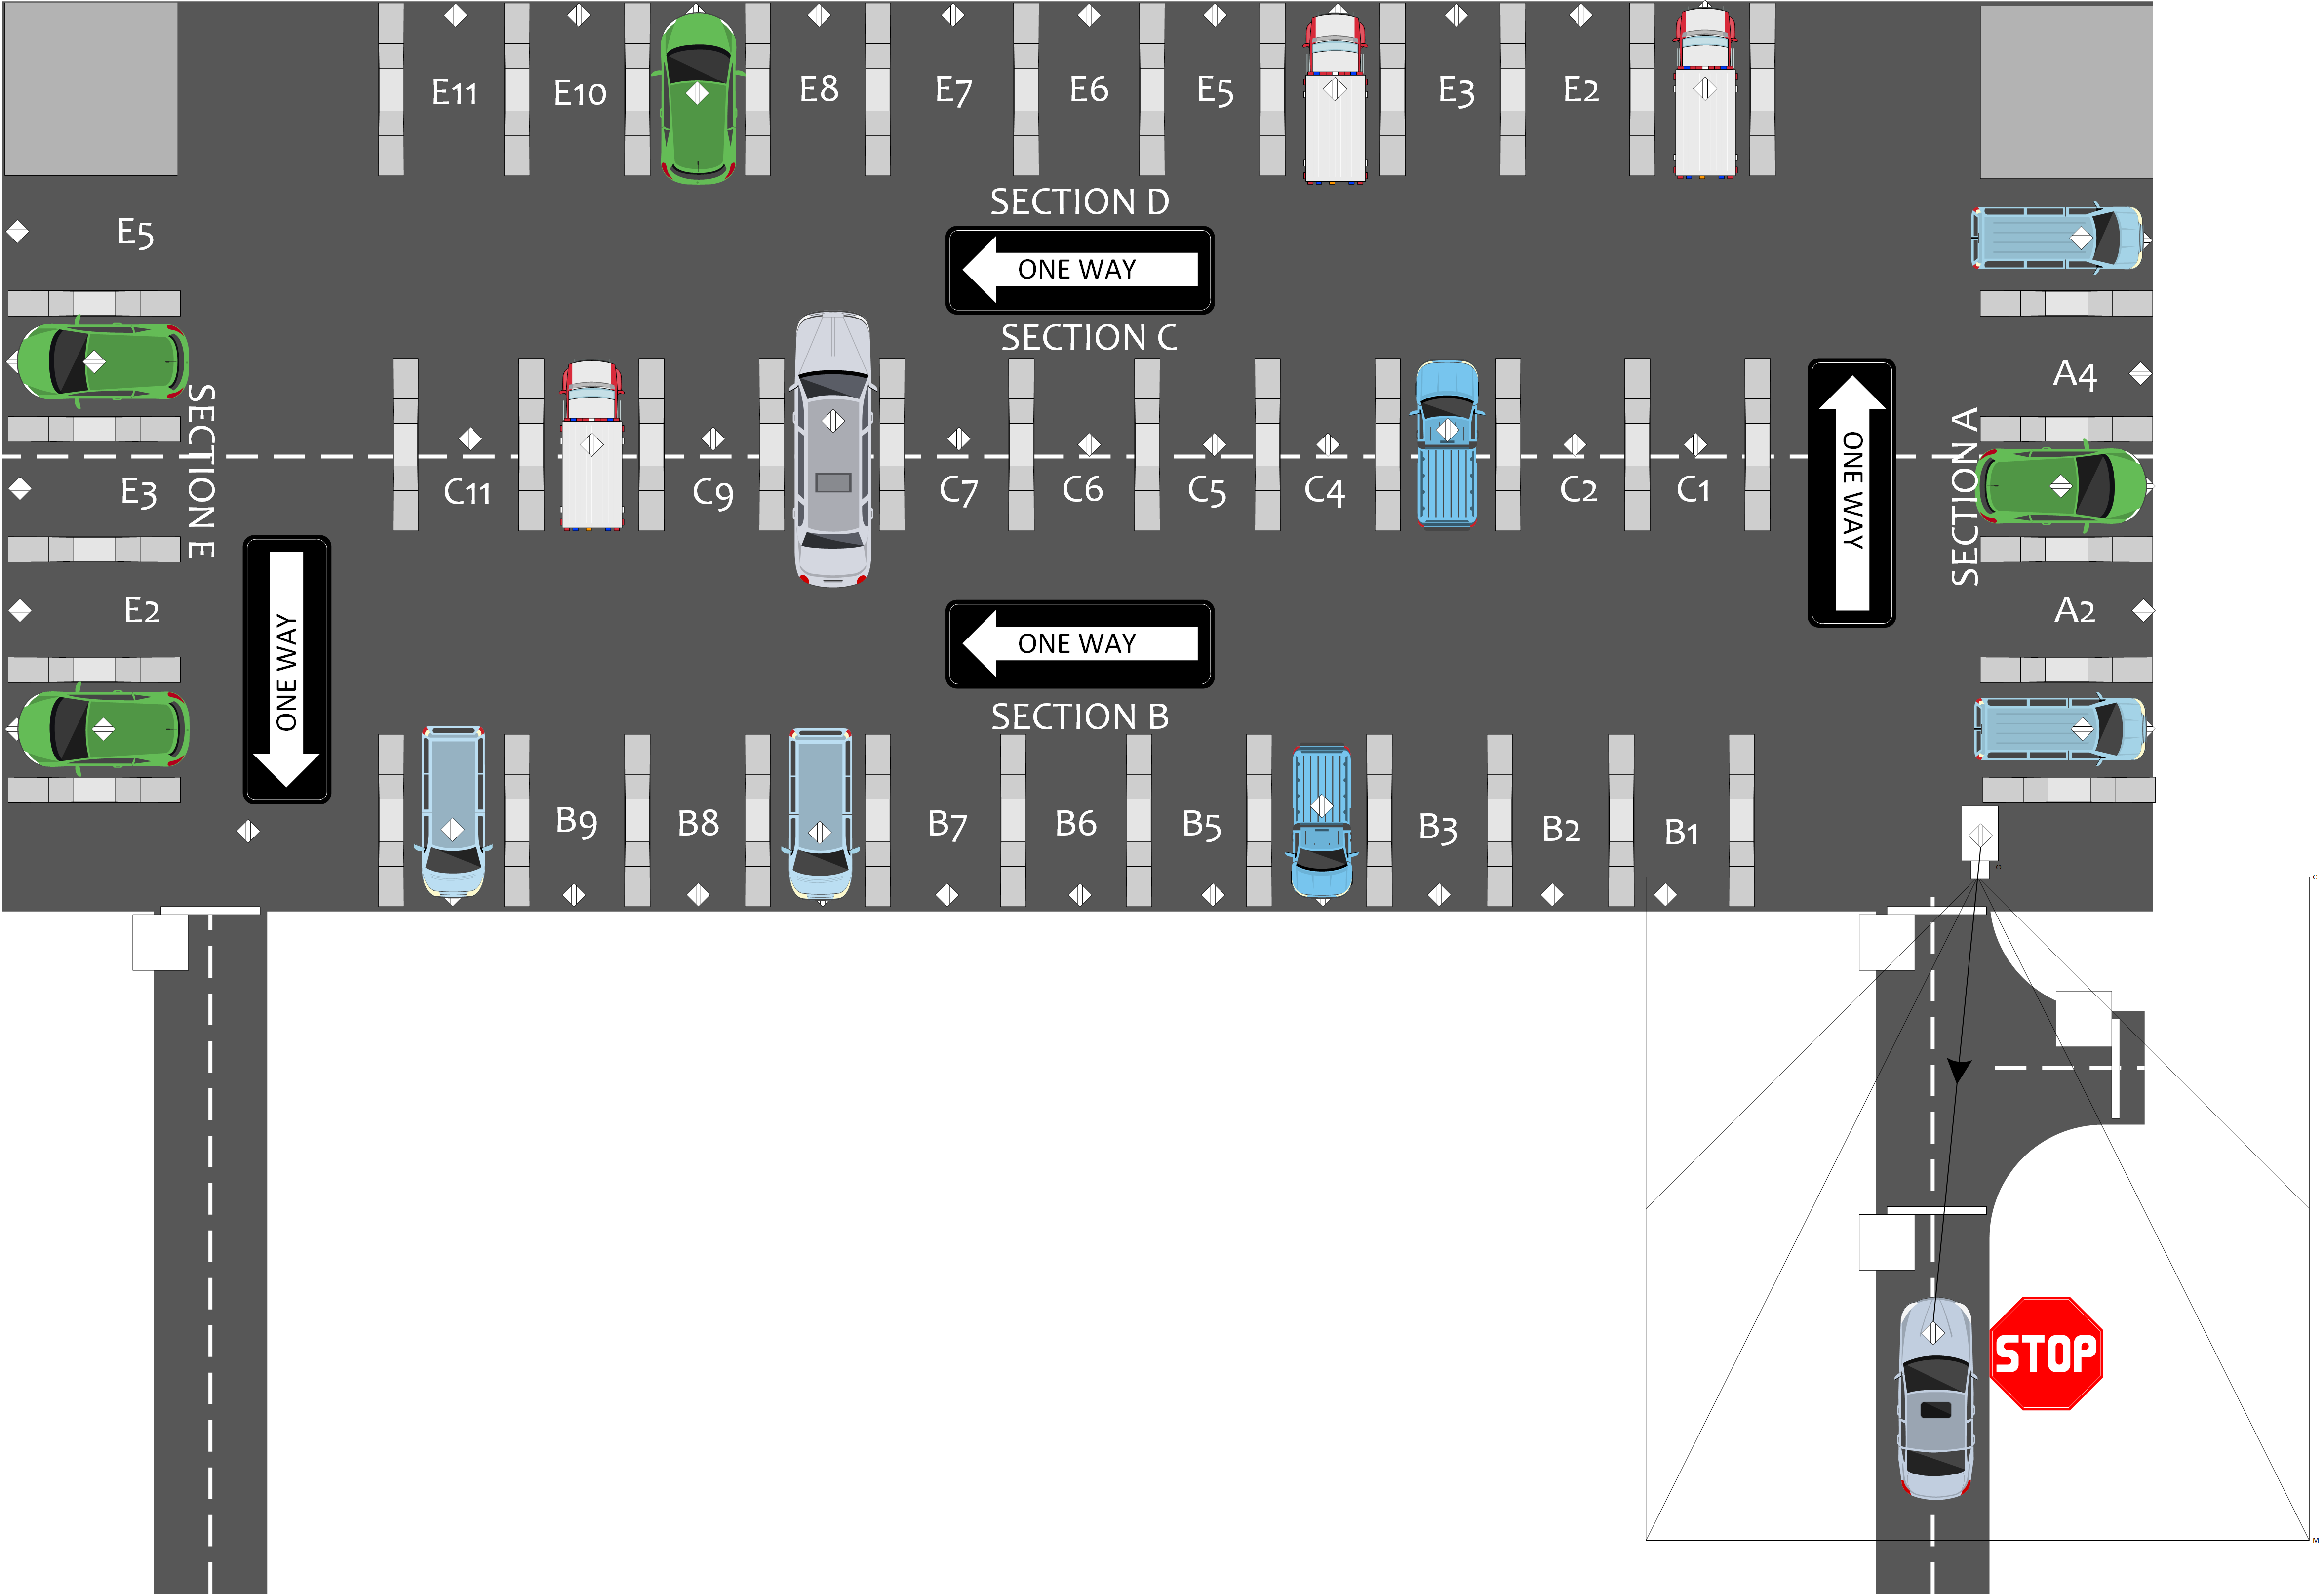 E11 E10 E8 E7 E6 E5 E3 E2
SECTION D
E5
ONE WAY
SECTION C
A4
SECTION E
SECTION A
ONE WAY
E3
C11 C9 C7 C6 C5 C4 C2 C1
E2
A2
ONE WAY
ONE WAY
SECTION B
B9 B8 B7 B6 B5 B3 B2 B1
C
C
STOP
M